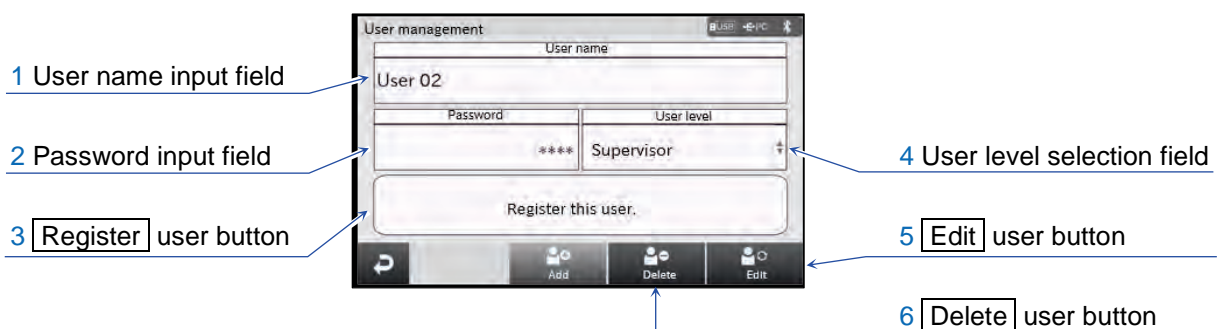 User management
USB PC
User name
1 User name input field
User 02
Password User level
2 Password input field
**** Supervisor
4 User level selection field
Register this user.
3 Register user button
5 Edit user button
Add Delete Edit
6 Delete user button